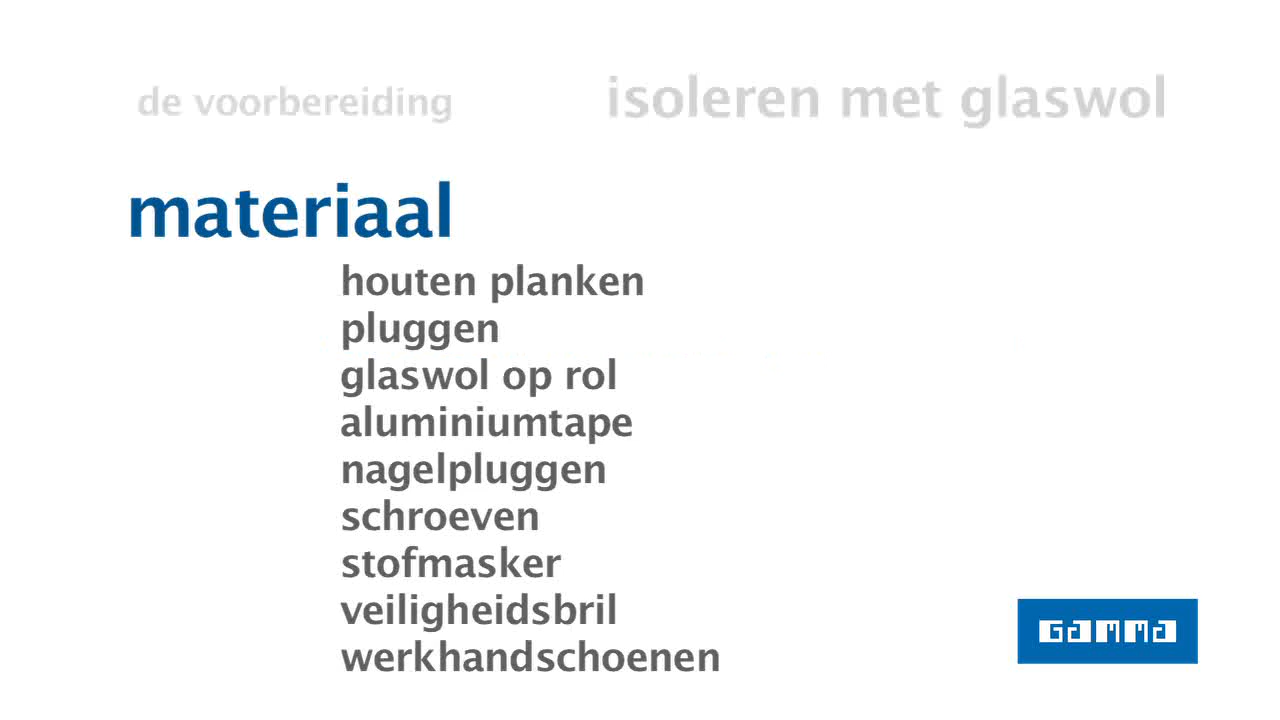 de voorbereiding
isoleren met glaswol
materiaal
houten planken
pluggen
glaswol op rol
aluminiumtape
nagelpluggen
schroeven
stofmasker
veiligheidsbril
werkhandschoenen
GAMMA